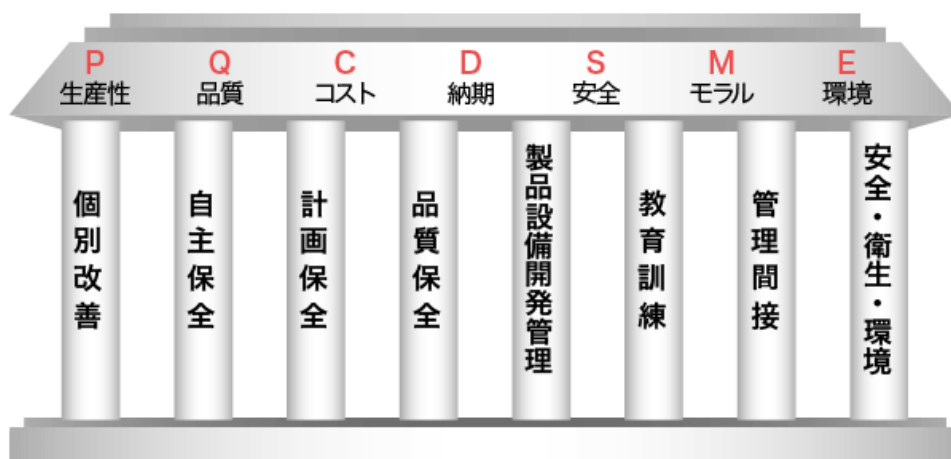 P Q C D S M E
生産性 品質 コスト 納期 安全 モラル 環境
個別改善
自主保全
計画保全
品質保全
製品設備開発管理
教育訓練
管理間接
安全・衛生・環境